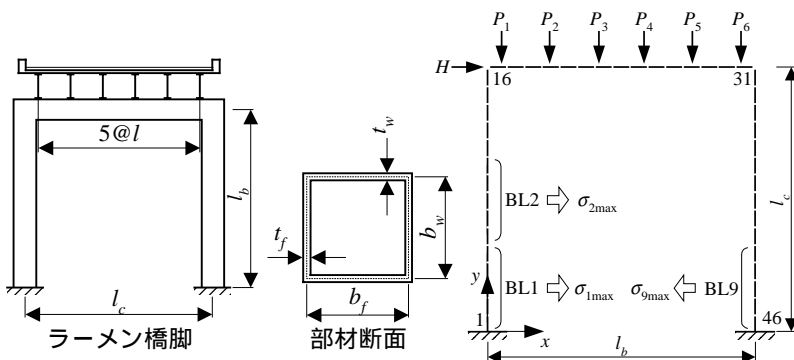 5@l
l_b
l_c
ラーメン橋脚
t_w
t_f
b_w
b_f
部材断面
P_1 P_2 P_3 P_4 P_5 P_6
H
16 31
BL2 σ_2max
l_c
y
BL1 σ_1max σ_9max BL9
1 46
x
l_b